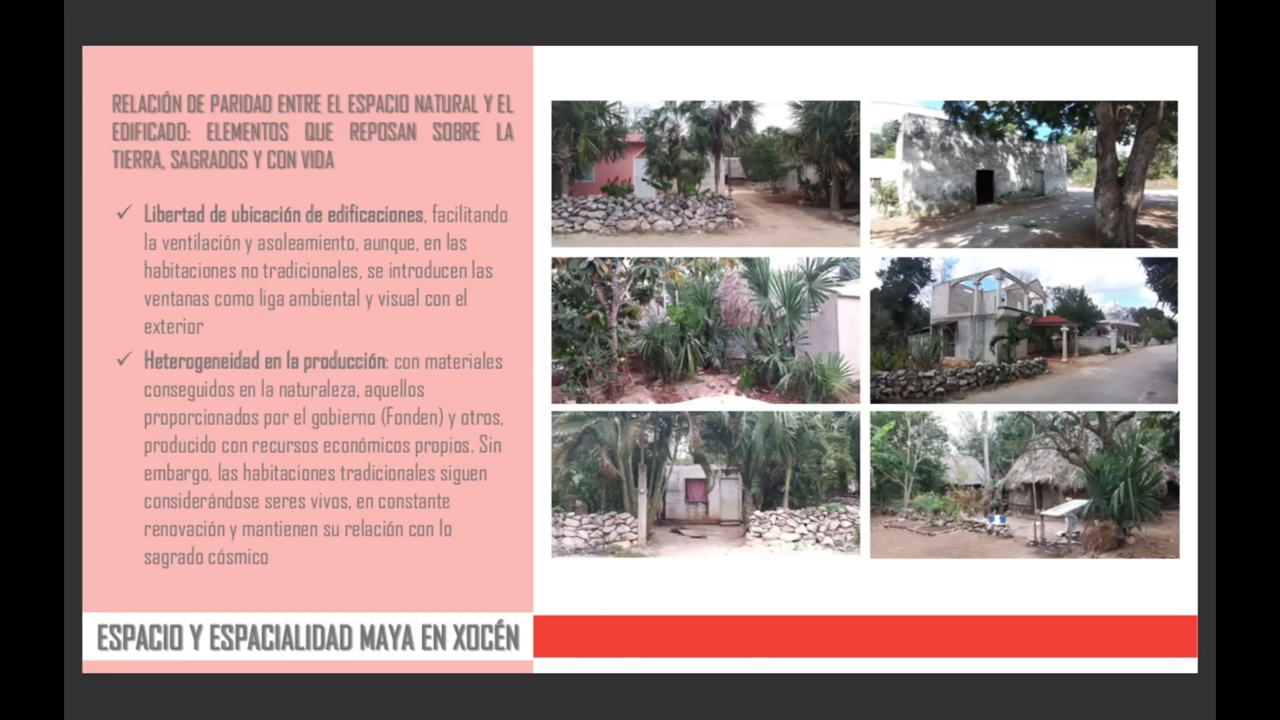 RELACIÓN DE PARIDAD ENTRE EL ESPACIO NATURAL Y EL
EDIFICADO: ELEMENTOS QUE REPOSAN SOBRE LA
TIERRA, SAGRADOS Y CON VIDA
✓ Libertad de ubicación de edificaciones, facilitando
la ventilación y asoleamiento, aunque, en las
habitaciones no tradicionales, se introducen las
ventanas como liga ambiental y visual con el
exterior
✓ Heterogeneidad en la producción: con materiales
conseguidos en la naturaleza, aquellos
proporcionados por el gobierno (Fonden) y otros,
producido con recursos económicos propios. Sin
embargo, las habitaciones tradicionales siguen
considerándose seres vivos, en constante
renovación y mantienen su relación con lo
sagrado cósmico
ESPACIO Y ESPACIALIDAD MAYA EN XOCÉN